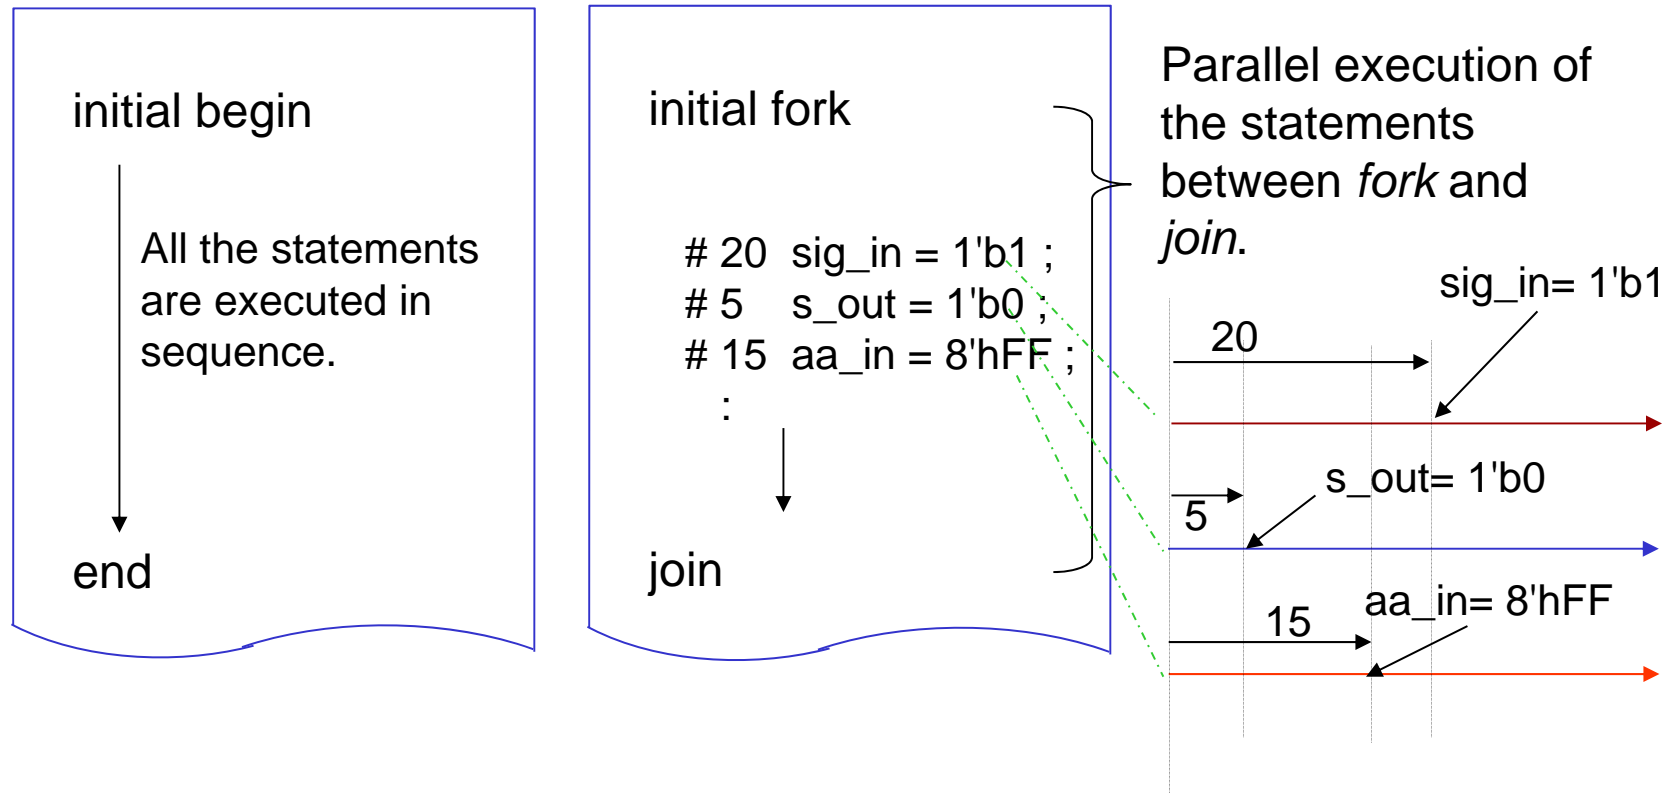 initial begin
All the statements
are executed in
sequence.
end
initial fork
# 20 sig_in = 1'b1 ;
# 5 s_out = 1'b0 ;
# 15 aa_in = 8'hFF ;
:
join
Parallel execution of
the statements
between fork and
join.
sig_in= 1'b1
20
s_out= 1'b0
5
aa_in= 8'hFF
15